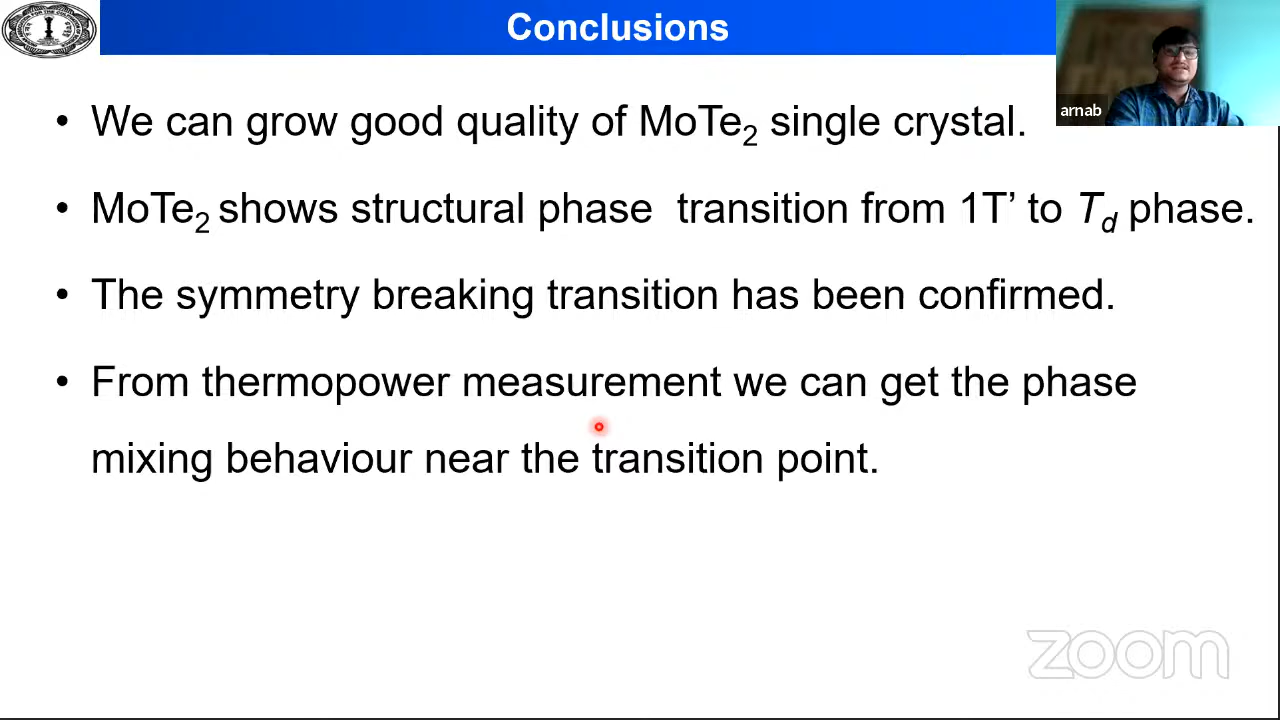 Conclusions
arnab
• We can grow good quality of MoTe₂ single crystal.
• MoTe₂ shows structural phase transition from 1T’ to T_d phase.
• The symmetry breaking transition has been confirmed.
• From thermopower measurement we can get the phase
mixing behaviour near the transition point.
zoom